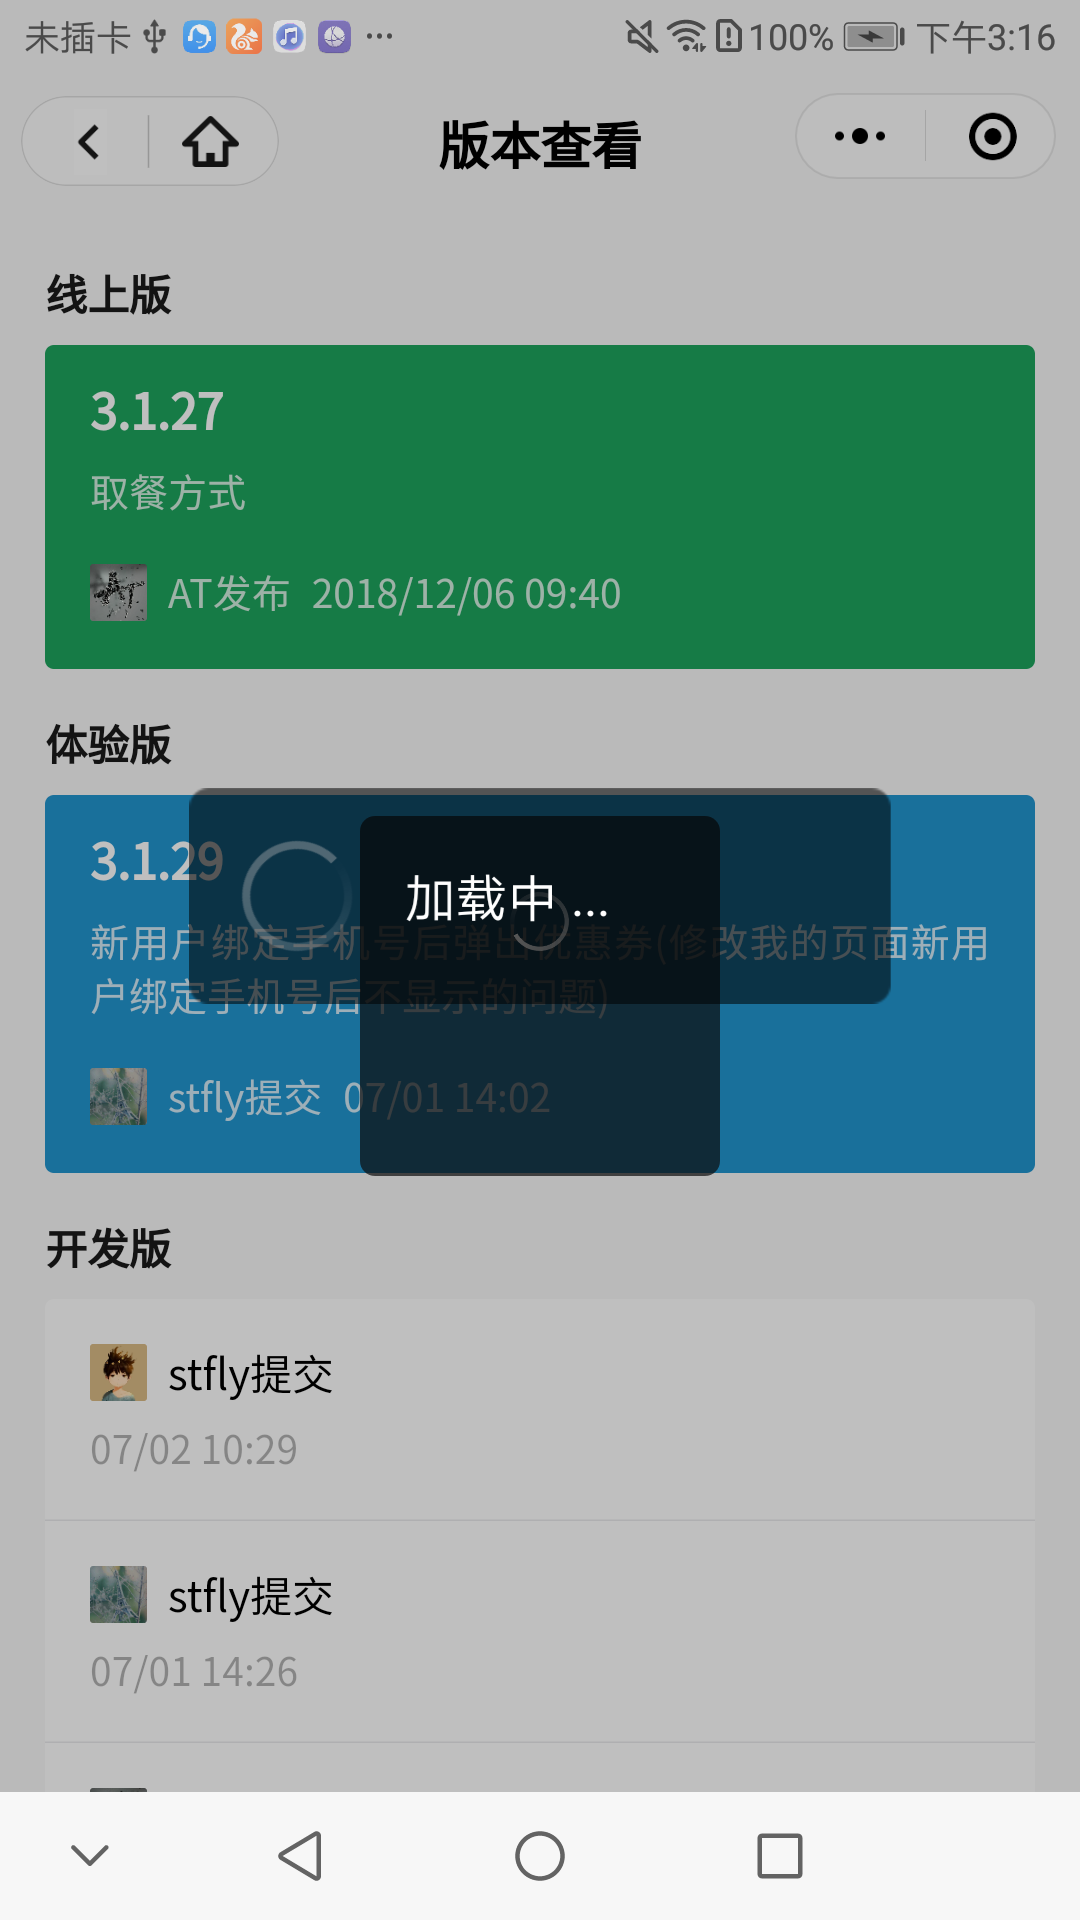 未插卡 100% 下午3:16
版本查看
线上版
3.1.27
取餐方式
AT发布 2018/12/06 09:40
体验版
3.1.29
加载中 ...
新用户绑定手机号后弹出优惠券(修改我的页面新用
户绑定手机号后不显示的问题)
stfly提交 07/01 14:02
开发版
stfly提交
07/02 10:29
stfly提交
07/01 14:26